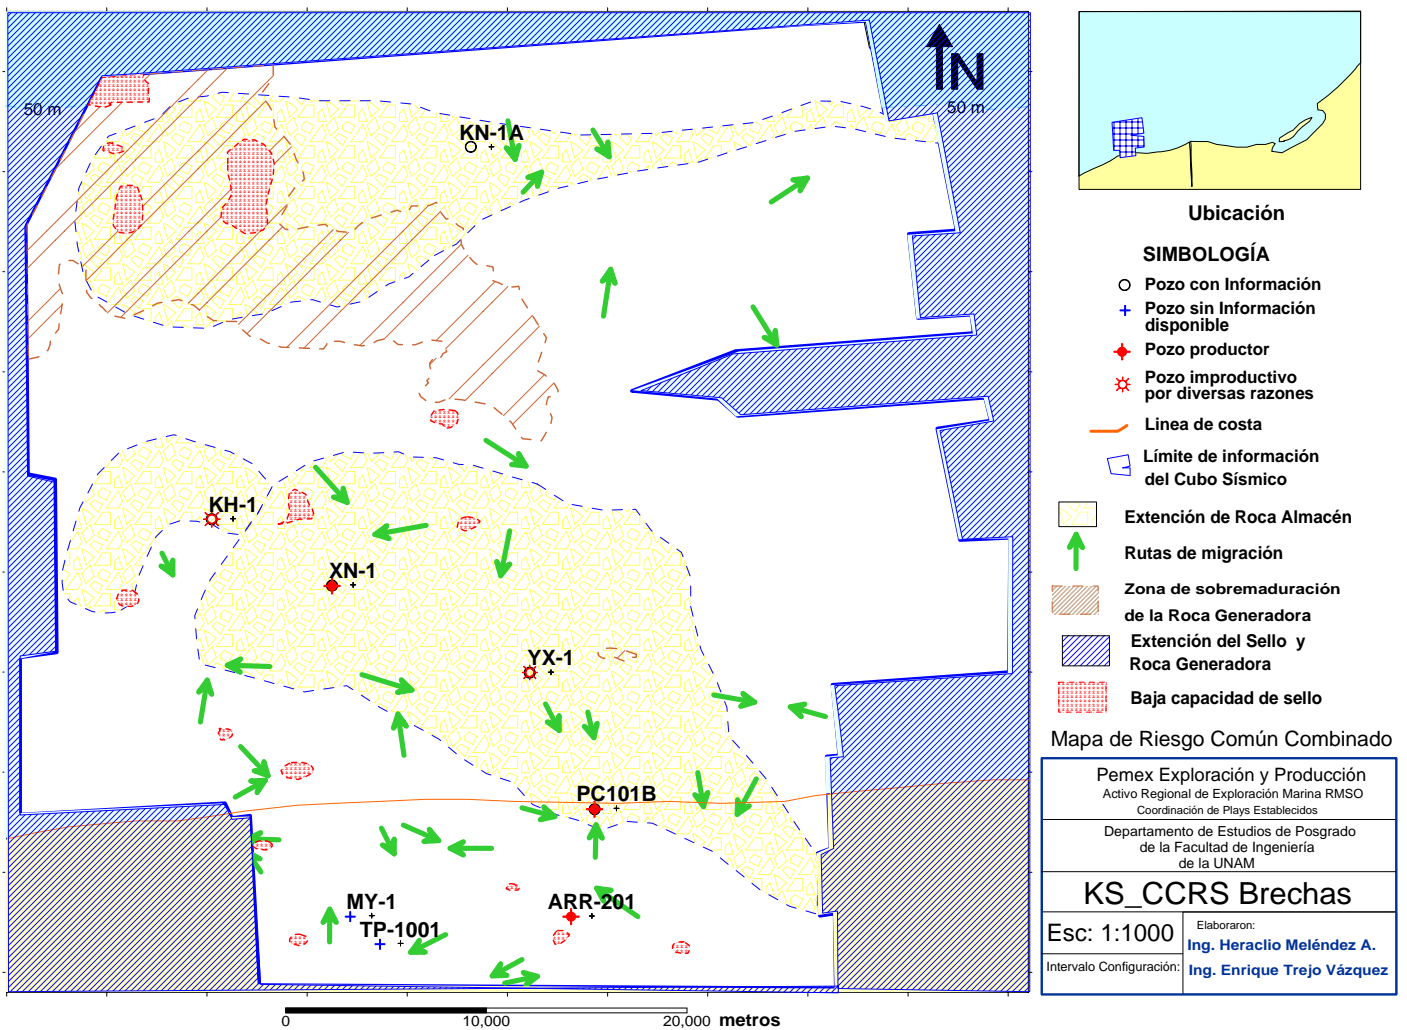 50 m
N
50 m
KN-1A
KH-1
XN-1
YX-1
PC101B
MY-1
TP-1001
ARR-201
0
10,000
20,000 metros
Ubicación
SIMBOLOGÍA
Pozo con Información
Pozo sin Información
disponible
Pozo productor
Pozo improductivo
por diversas razones
Linea de costa
Límite de información
del Cubo Sísmico
Extención de Roca Almacén
Rutas de migración
Zona de sobremaduración
de la Roca Generadora
Extención del Sello y
Roca Generadora
Baja capacidad de sello
Mapa de Riesgo Común Combinado
Pemex Exploración y Producción
Activo Regional de Exploración Marina RMSO
Coordinación de Plays Establecidos
Departamento de Estudios de Posgrado
de la Facultad de Ingeniería
de la UNAM
KS_CCRS Brechas
Esc: 1:1000
Intervalo Configuración:
Elaboraron:
Ing. Heraclio Meléndez A.
Ing. Enrique Trejo Vázquez